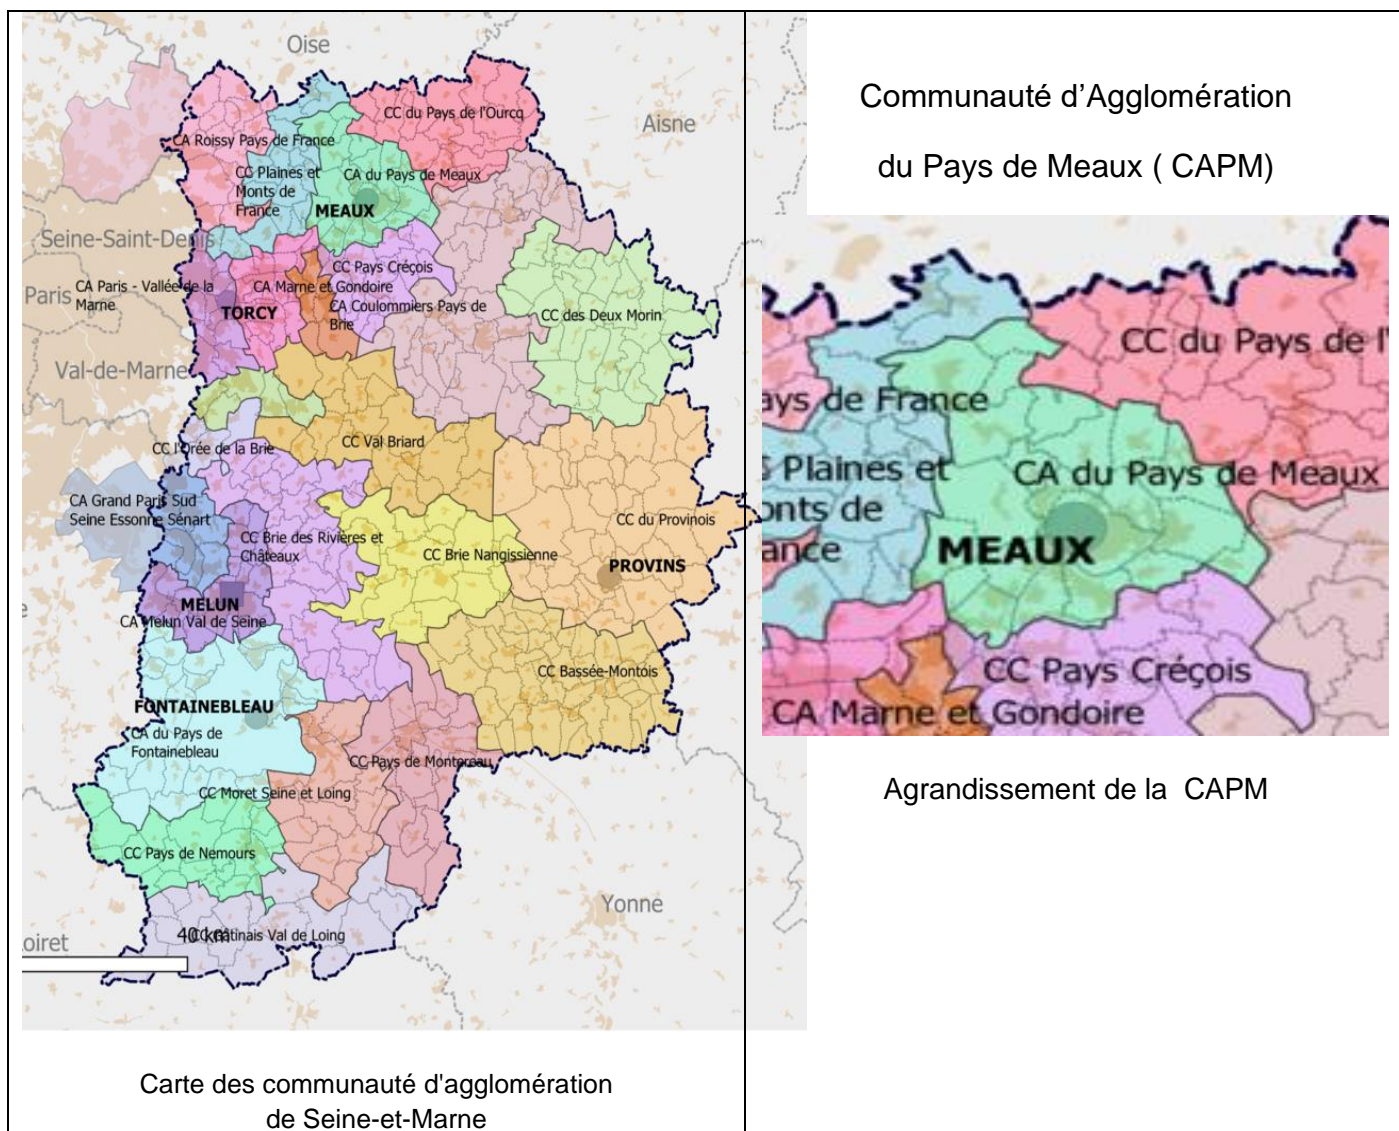 Oise
Aisne
CC du Pays de l'Ourcq
CA Roissy Pays de France
CC Plaines et
Monts de
France
CA du Pays de Meaux
MEAUX
Seine-Saint-Denis
CC Pays Créçois
CA Paris - Vallée de la
Marne
CA Marne et Gondoire
Paris
TORCY
CA Coulommiers Pays de
Brie
CC des Deux Morin
Val-de-Marne
CC Val Briard
CC l'Orée de la Brie
CA Grand Paris Sud
Seine Essonne Sénart
CC du Provinois
CC Brie des Rivières et
Châteaux
CC Brie Nangissienne
PROVINS
MELUN
CA Melun Val de Seine
CC Bassée-Montois
FONTAINEBLEAU
CA du Pays de
Fontainebleau
CC Pays de Montereau
CC Moret Seine et Loing
CC Pays de Nemours
Yonne
40 km
CC Gâtinais Val de Loing
oiret
e
Carte des communauté d'agglomération
de Seine-et-Marne
Communauté d’Agglomération
du Pays de Meaux ( CAPM)
CC du Pays de l'
ays de France
C Plaines et
onts de
ance
CA du Pays de Meaux
MEAUX
CC Pays Créçois
CA Marne et Gondoire
Agrandissement de la  CAPM